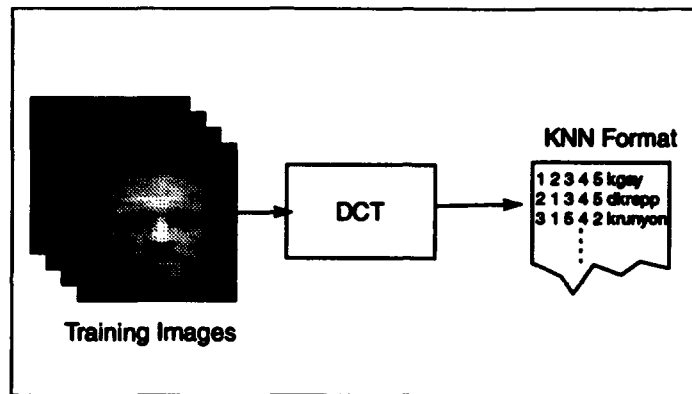 KNN Format
1 2 3 4 5 kgay
2 1 3 4 5 dkrepp
3 1 5 4 2 krunyon
DCT
Training Images